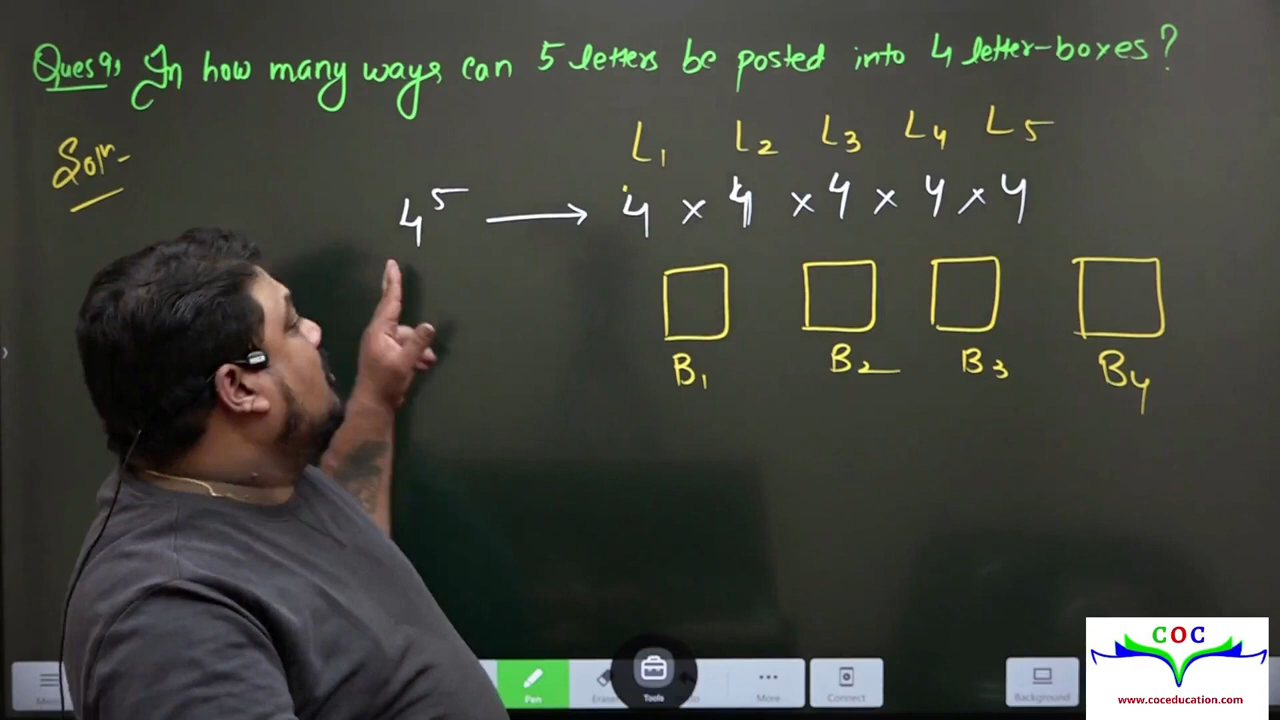 Ques 9, In how many ways can 5 letters be posted into 4 letter-boxes?
Solⁿ-
L₁ L₂ L₃ L₄ L₅
4⁵ → 4 × 4 × 4 × 4 × 4
B₁ B₂ B₃ B₄
Pen
Tools
More
Connect
Background
COC
www.coceducation.com